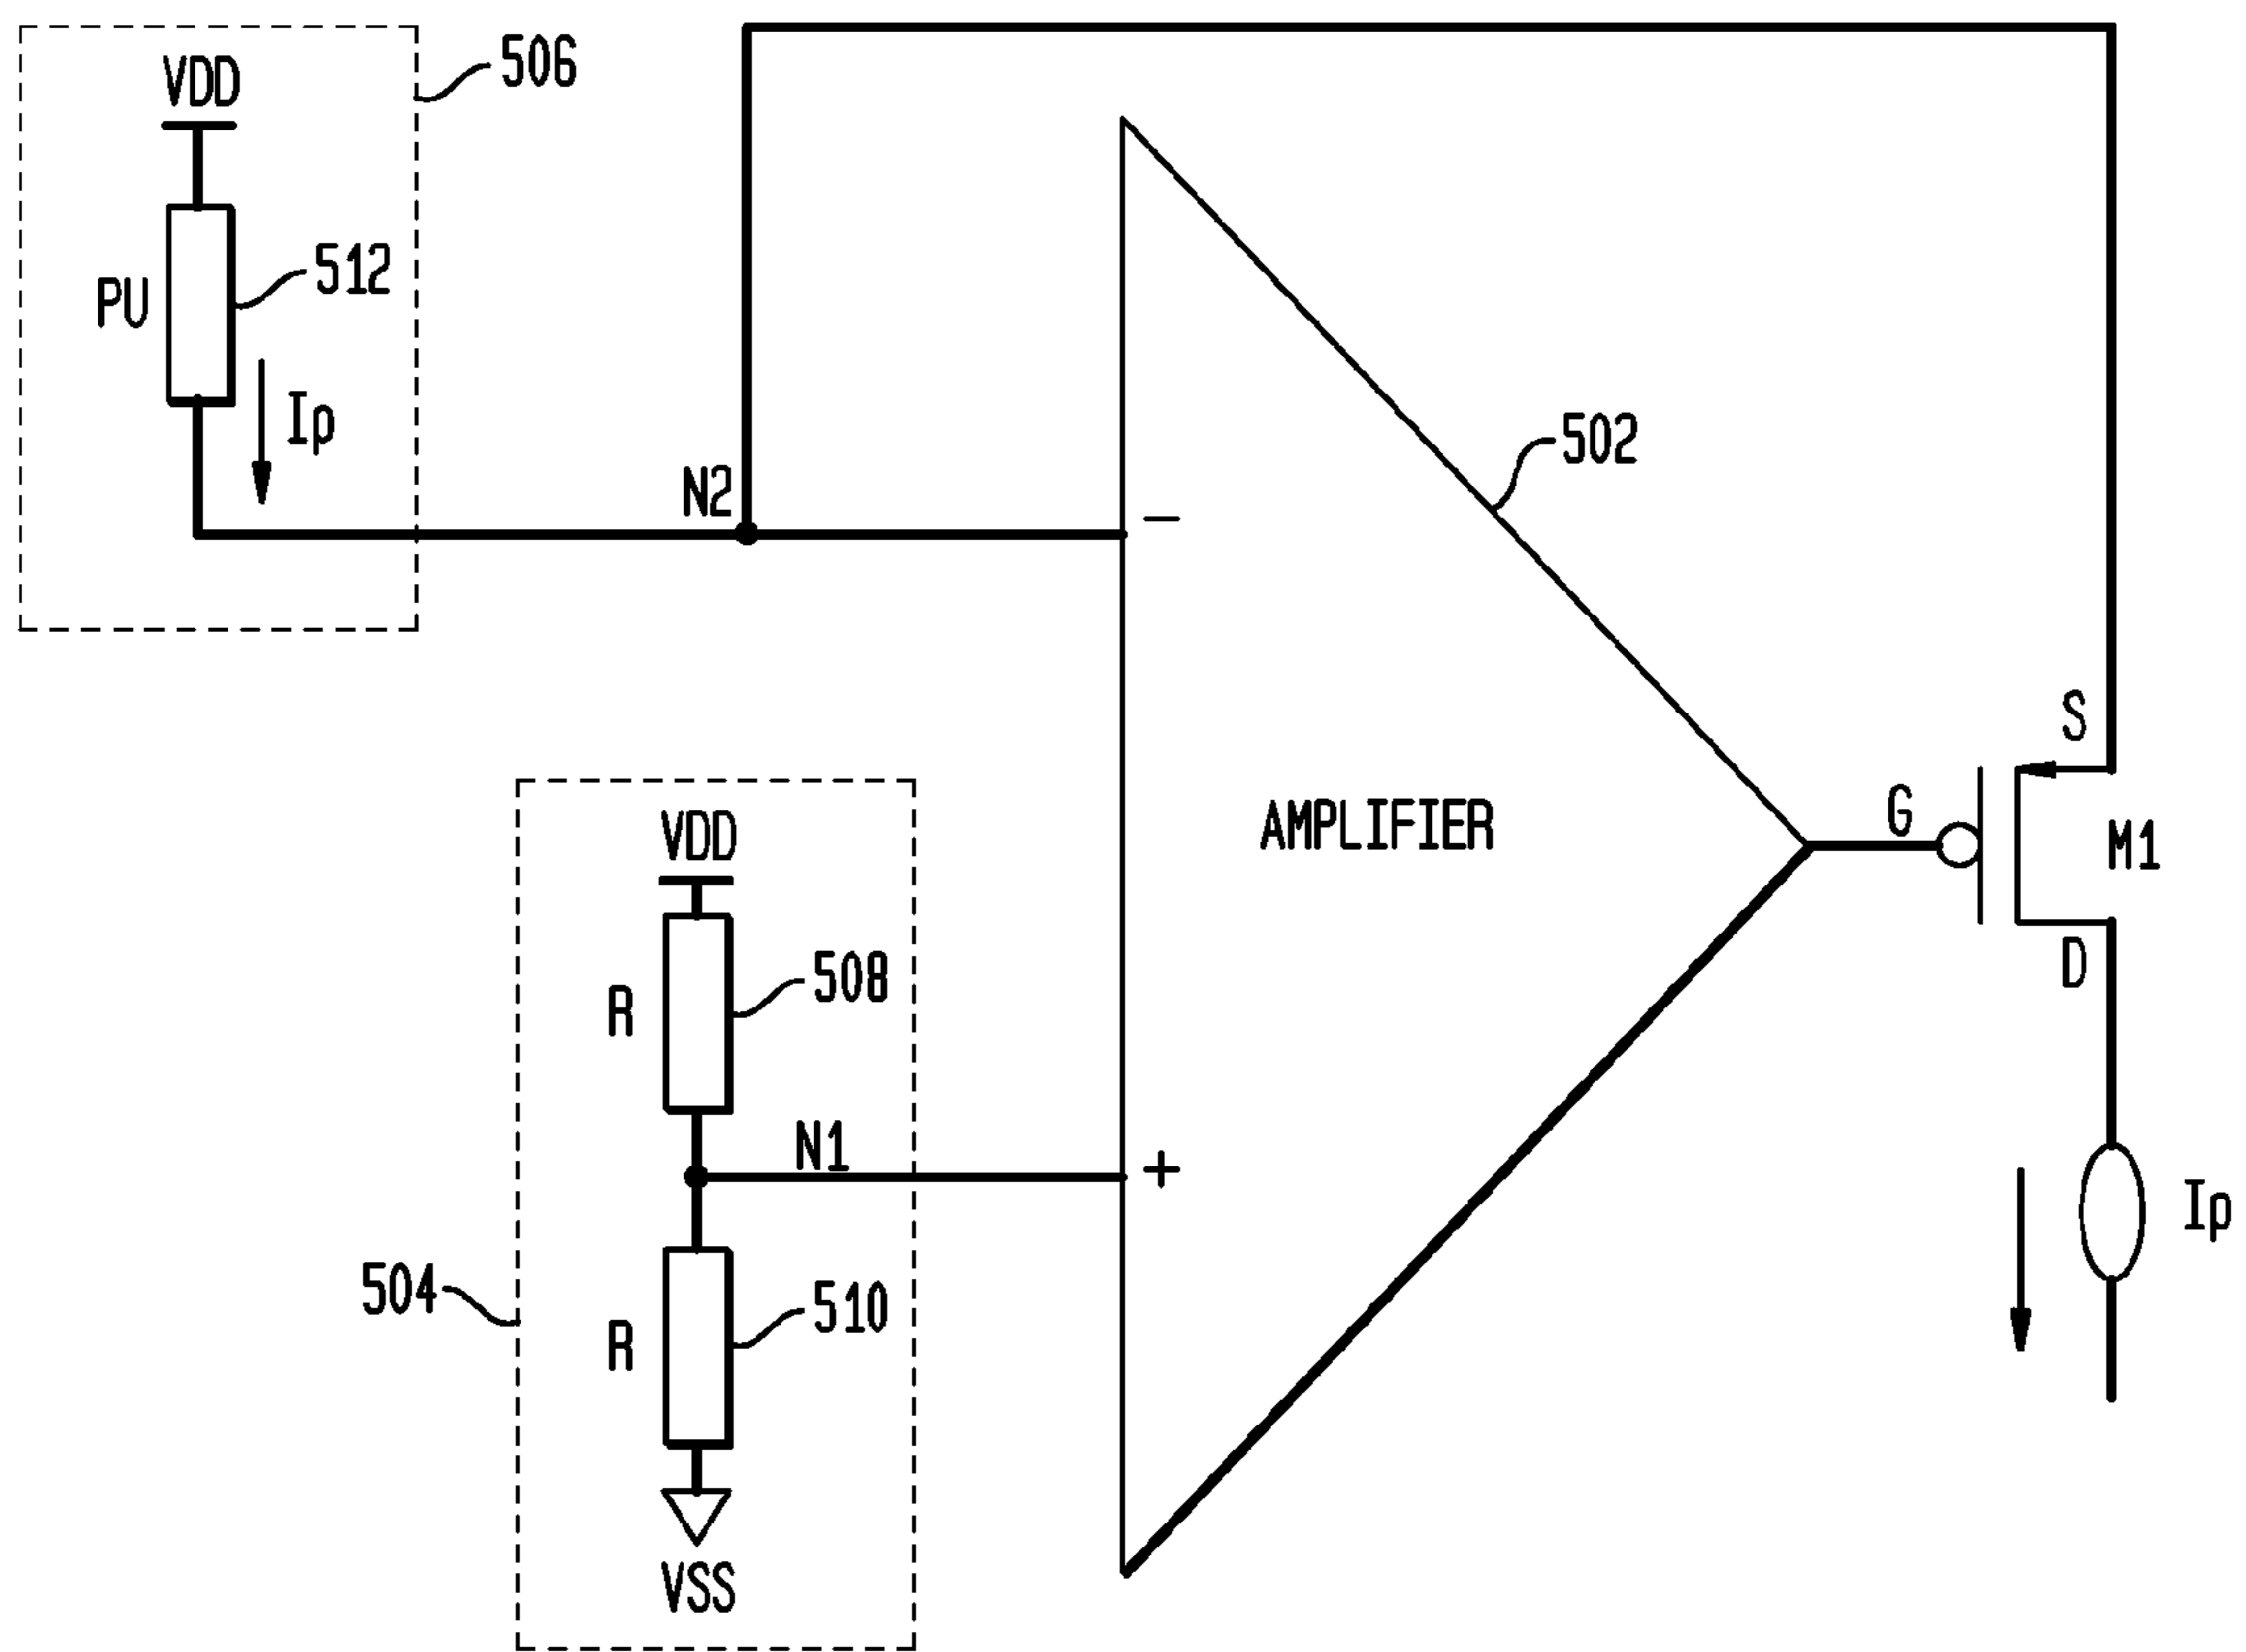 VDD
506
PU
512
Ip
N2
−
502
VDD
R
508
N1
+
504
R
510
VSS
AMPLIFIER
S
G
M1
D
Ip